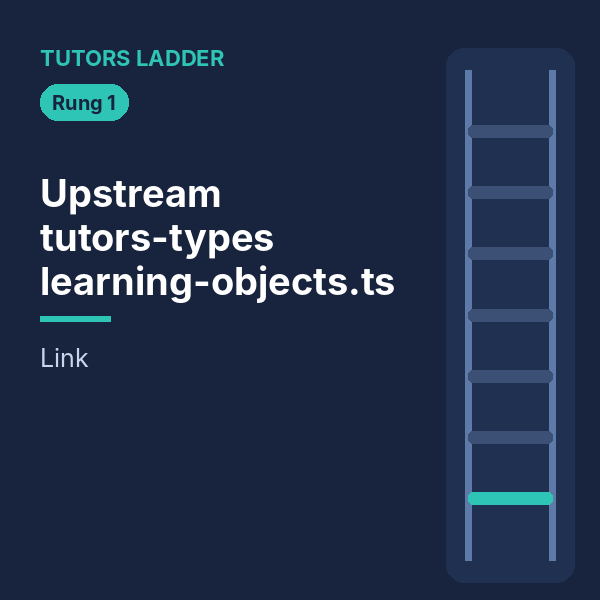 TUTORS LADDER
Rung 1
Upstream
tutors-types
learning-objects.ts
Link